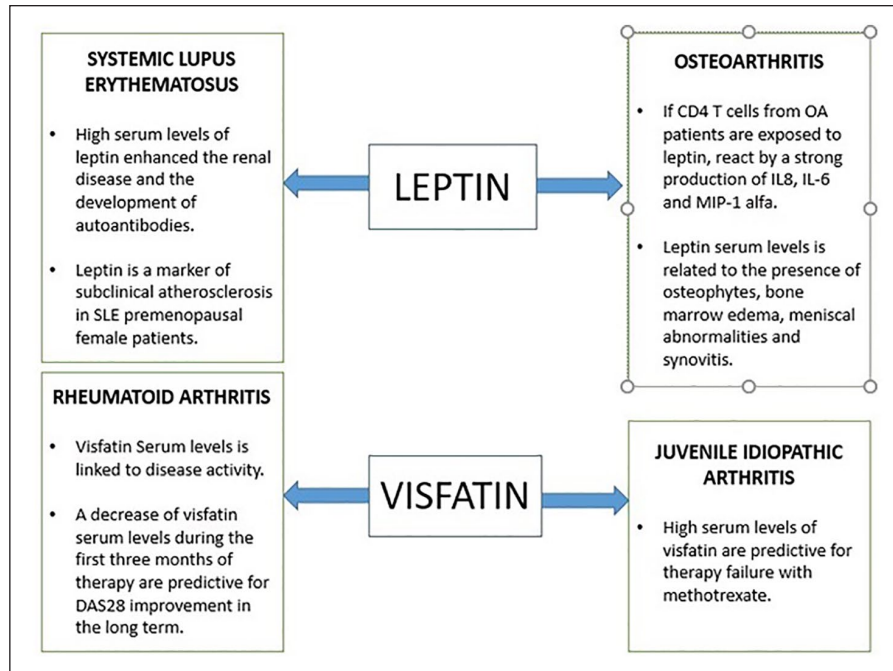 SYSTEMIC LUPUS
ERYTHEMATOSUS
• High serum levels of
leptin enhanced the renal
disease and the
development of
autoantibodies.
• Leptin is a marker of
subclinical atherosclerosis
in SLE premenopausal
female patients.
LEPTIN
OSTEOARTHRITIS
• If CD4 T cells from OA
patients are exposed to
leptin, react by a strong
production of IL8, IL-6
and MIP-1 alfa.
• Leptin serum levels is
related to the presence of
osteophytes, bone
marrow edema, meniscal
abnormalities and
synovitis.
RHEUMATOID ARTHRITIS
• Visfatin Serum levels is
linked to disease activity.
• A decrease of visfatin
serum levels during the
first three months of
therapy are predictive for
DAS28 improvement in
the long term.
VISFATIN
JUVENILE IDIOPATHIC
ARTHRITIS
• High serum levels of
visfatin are predictive for
therapy failure with
methotrexate.